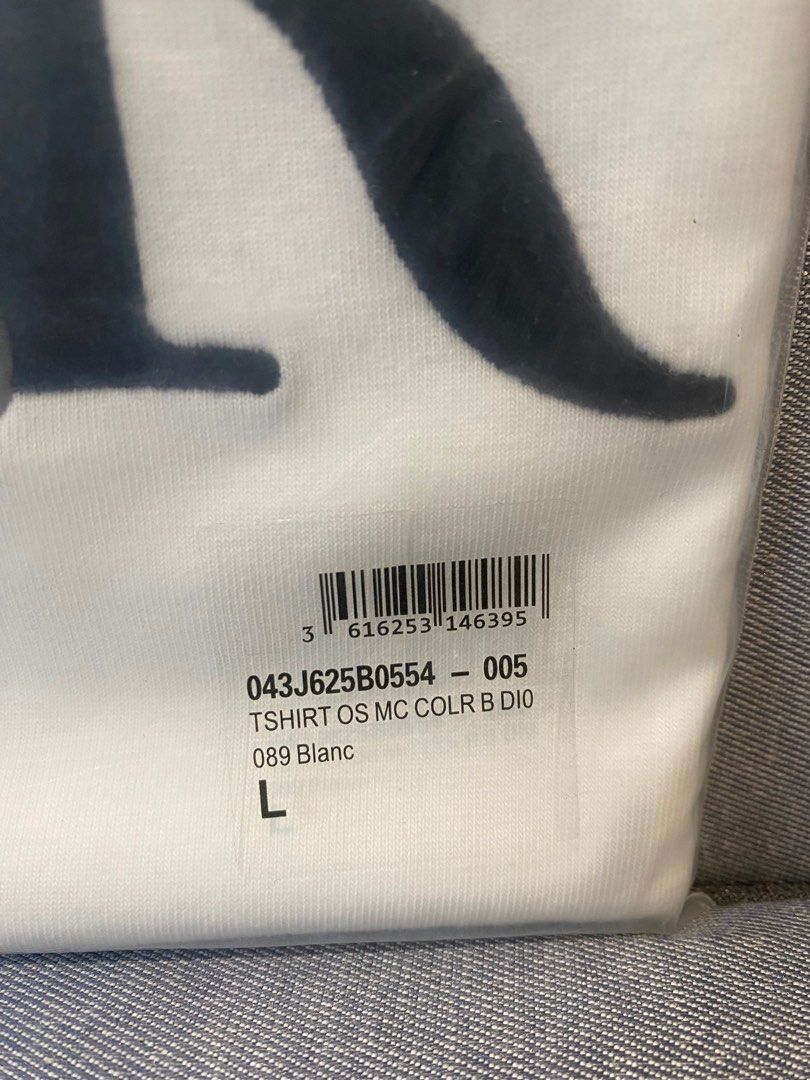 R
3 616253 146395
043J625B0554 – 005
TSHIRT OS MC COLR B DI0
089 Blanc
L